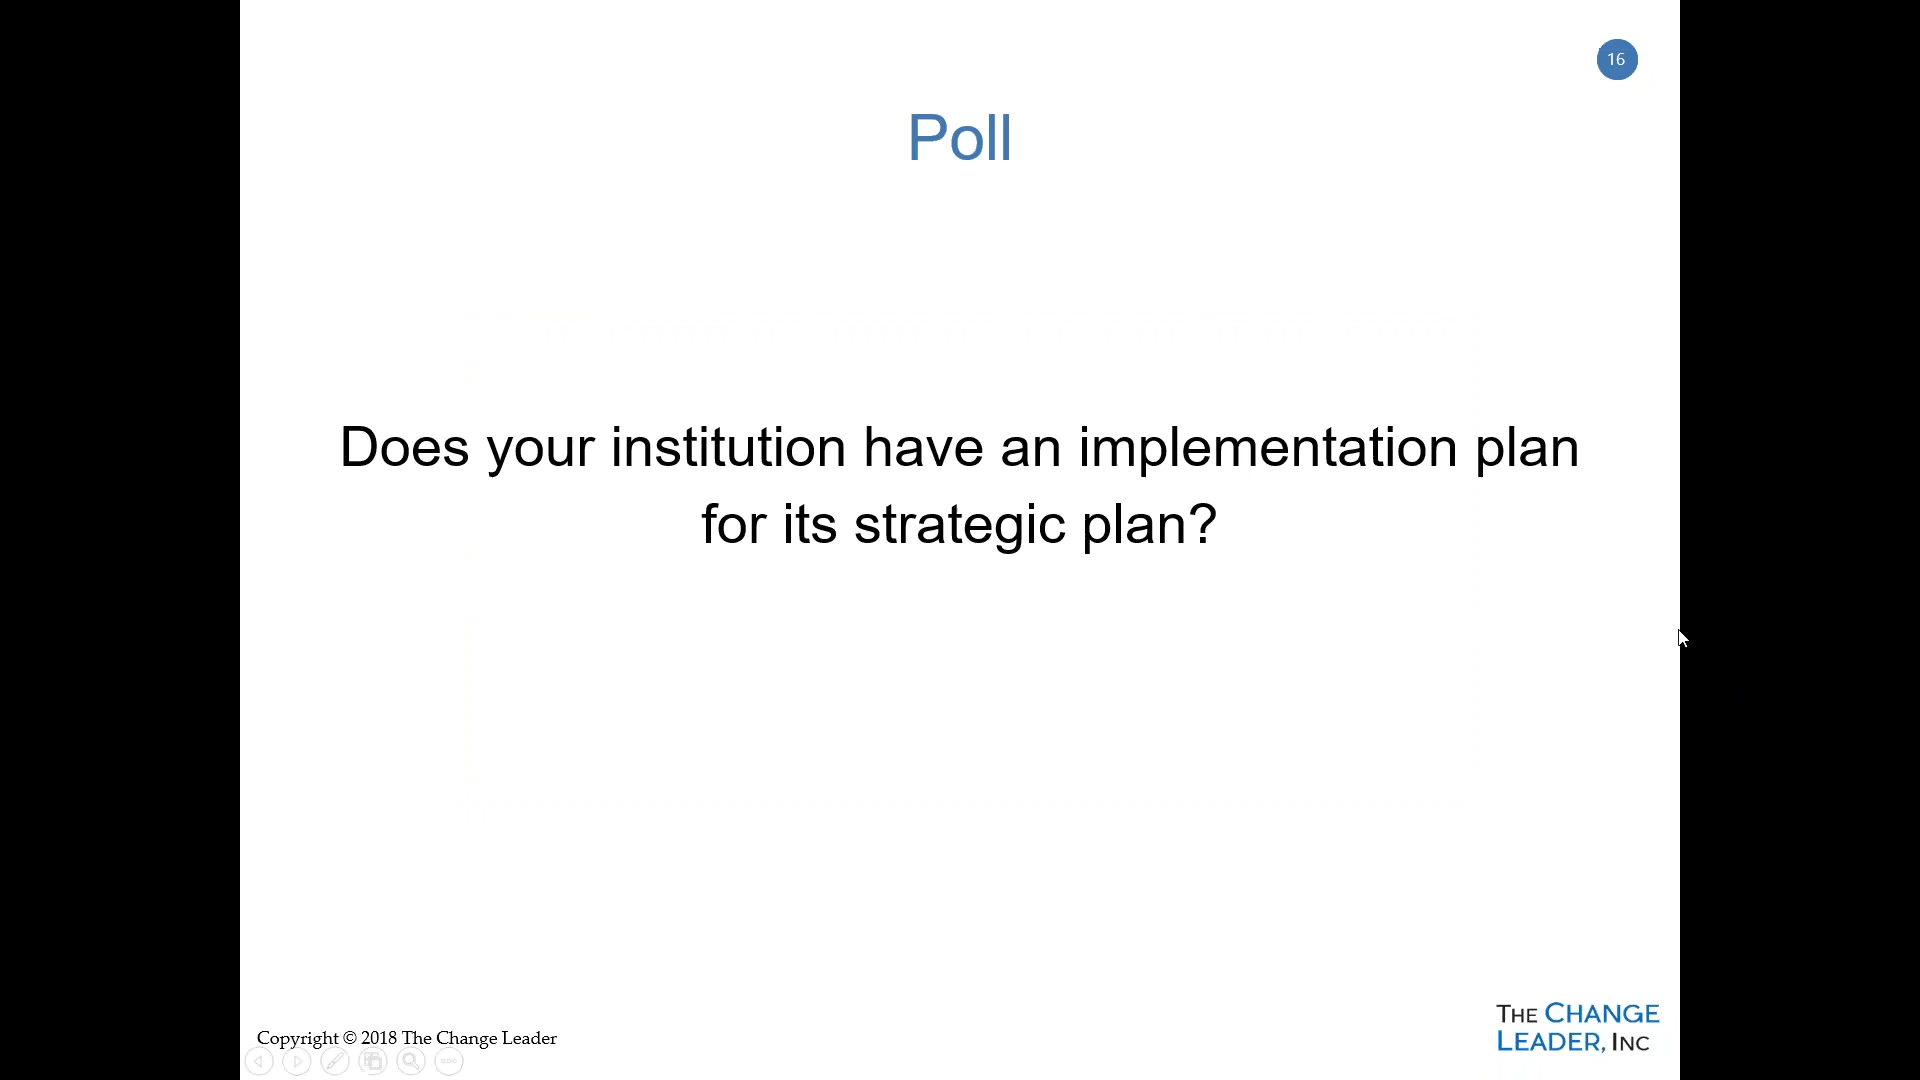 16
Poll
Does your institution have an implementation plan
for its strategic plan?
Copyright © 2018 The Change Leader
THE CHANGE
LEADER, INC